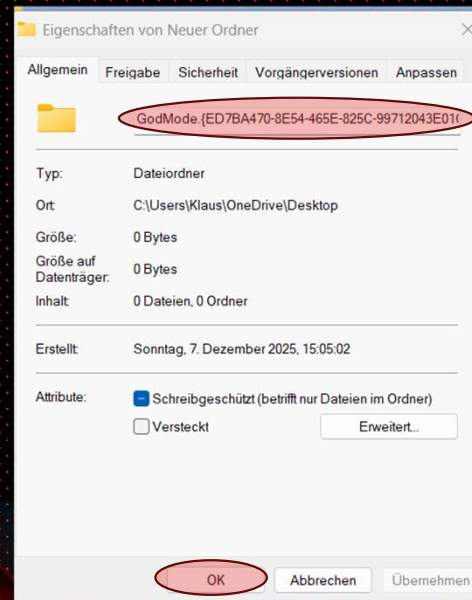 Eigenschaften von Neuer Ordner
Allgemein Freigabe Sicherheit Vorgängerversionen Anpassen
GodMode.{ED7BA470-8E54-465E-825C-99712043E01
Typ: Dateiordner
Ort: C:\Users\Klaus\OneDrive\Desktop
Größe: 0 Bytes
Größe auf
Datenträger: 0 Bytes
Inhalt: 0 Dateien, 0 Ordner
Erstellt: Sonntag, 7. Dezember 2025, 15:05:02
Attribute: Schreibgeschützt (betrifft nur Dateien im Ordner)
Versteckt Erweitert...
OK Abbrechen Übernehmen